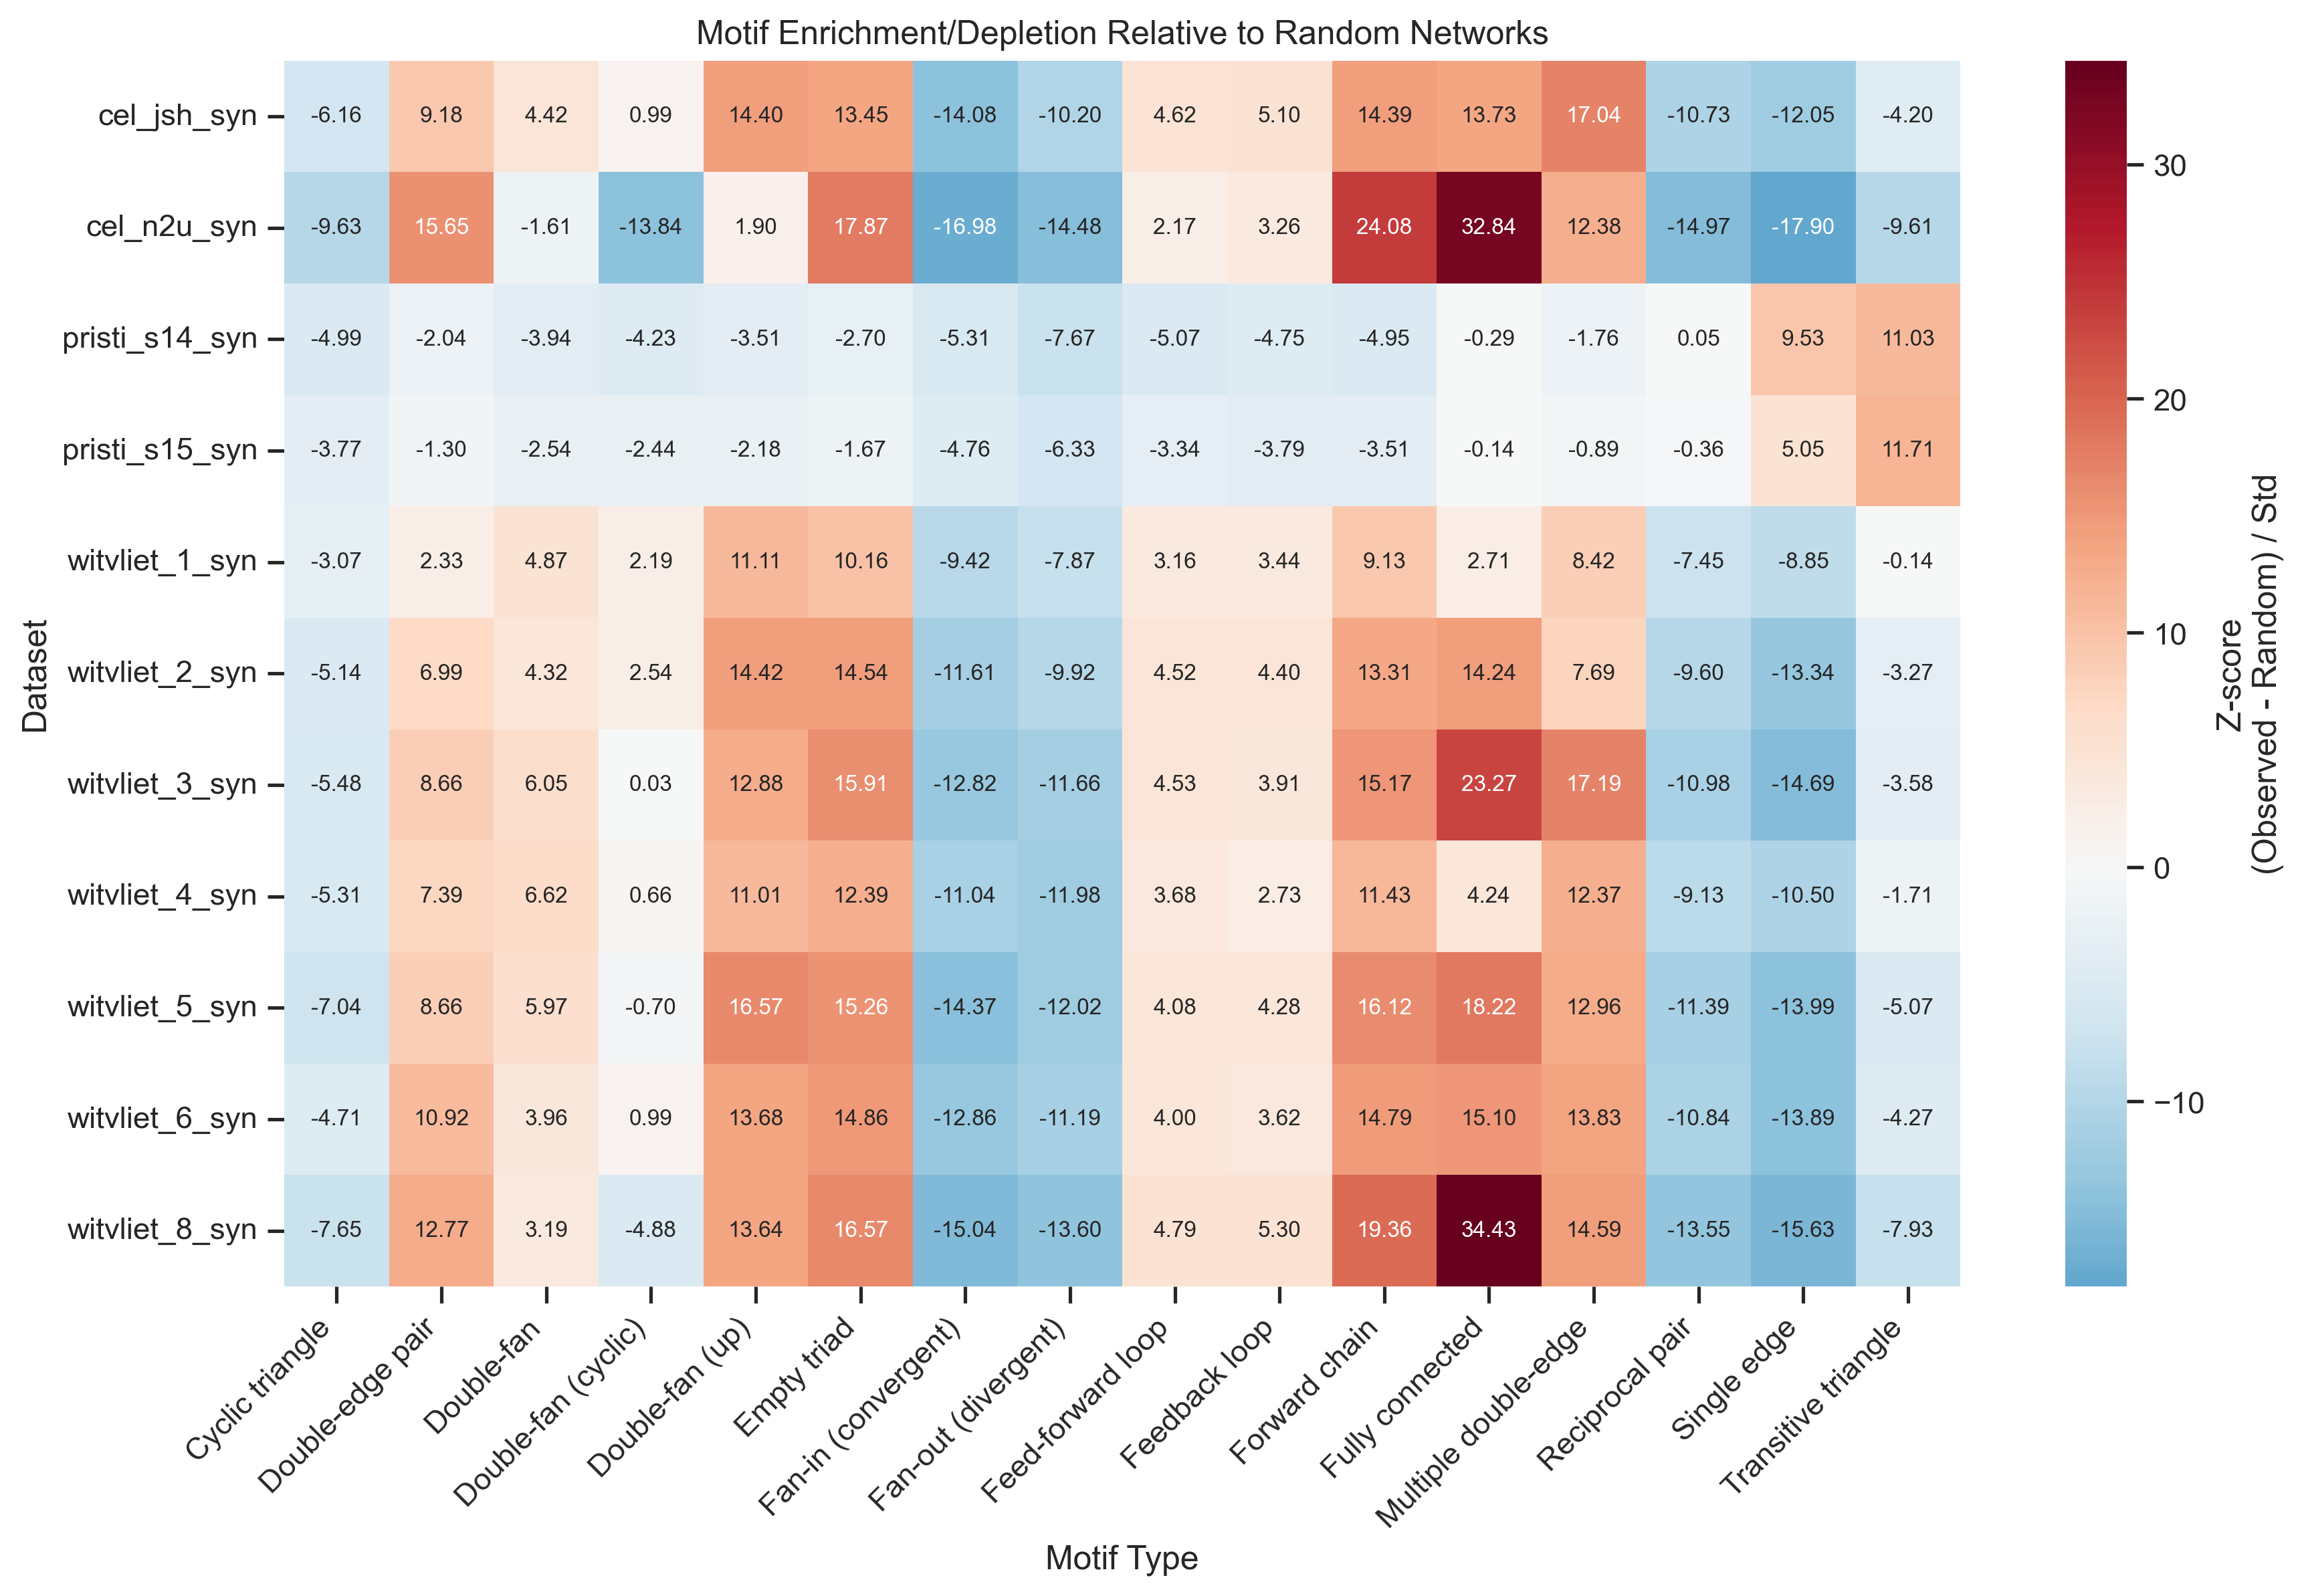 Motif Enrichment/Depletion Relative to Random Networks
cel_jsh_syn -6.16 9.18 4.42 0.99 14.40 13.45 -14.08 -10.20 4.62 5.10 14.39 13.73 17.04 -10.73 -12.05 -4.20
cel_n2u_syn -9.63 15.65 -1.61 -13.84 1.90 17.87 -16.98 -14.48 2.17 3.26 24.08 32.84 12.38 -14.97 -17.90 -9.61
pristi_s14_syn -4.99 -2.04 -3.94 -4.23 -3.51 -2.70 -5.31 -7.67 -5.07 -4.75 -4.95 -0.29 -1.76 0.05 9.53 11.03
pristi_s15_syn -3.77 -1.30 -2.54 -2.44 -2.18 -1.67 -4.76 -6.33 -3.34 -3.79 -3.51 -0.14 -0.89 -0.36 5.05 11.71
witvliet_1_syn -3.07 2.33 4.87 2.19 11.11 10.16 -9.42 -7.87 3.16 3.44 9.13 2.71 8.42 -7.45 -8.85 -0.14
witvliet_2_syn -5.14 6.99 4.32 2.54 14.42 14.54 -11.61 -9.92 4.52 4.40 13.31 14.24 7.69 -9.60 -13.34 -3.27
witvliet_3_syn -5.48 8.66 6.05 0.03 12.88 15.91 -12.82 -11.66 4.53 3.91 15.17 23.27 17.19 -10.98 -14.69 -3.58
witvliet_4_syn -5.31 7.39 6.62 0.66 11.01 12.39 -11.04 -11.98 3.68 2.73 11.43 4.24 12.37 -9.13 -10.50 -1.71
witvliet_5_syn -7.04 8.66 5.97 -0.70 16.57 15.26 -14.37 -12.02 4.08 4.28 16.12 18.22 12.96 -11.39 -13.99 -5.07
witvliet_6_syn -4.71 10.92 3.96 0.99 13.68 14.86 -12.86 -11.19 4.00 3.62 14.79 15.10 13.83 -10.84 -13.89 -4.27
witvliet_8_syn -7.65 12.77 3.19 -4.88 13.64 16.57 -15.04 -13.60 4.79 5.30 19.36 34.43 14.59 -13.55 -15.63 -7.93
Dataset
Cyclic triangle
Double-edge pair
Double-fan
Double-fan (cyclic)
Double-fan (up)
Empty triad
Fan-in (convergent)
Fan-out (divergent)
Feed-forward loop
Feedback loop
Forward chain
Fully connected
Multiple double-edge
Reciprocal pair
Single edge
Transitive triangle
Motif Type
30
20
10
0
−10
Z-score
(Observed - Random) / Std